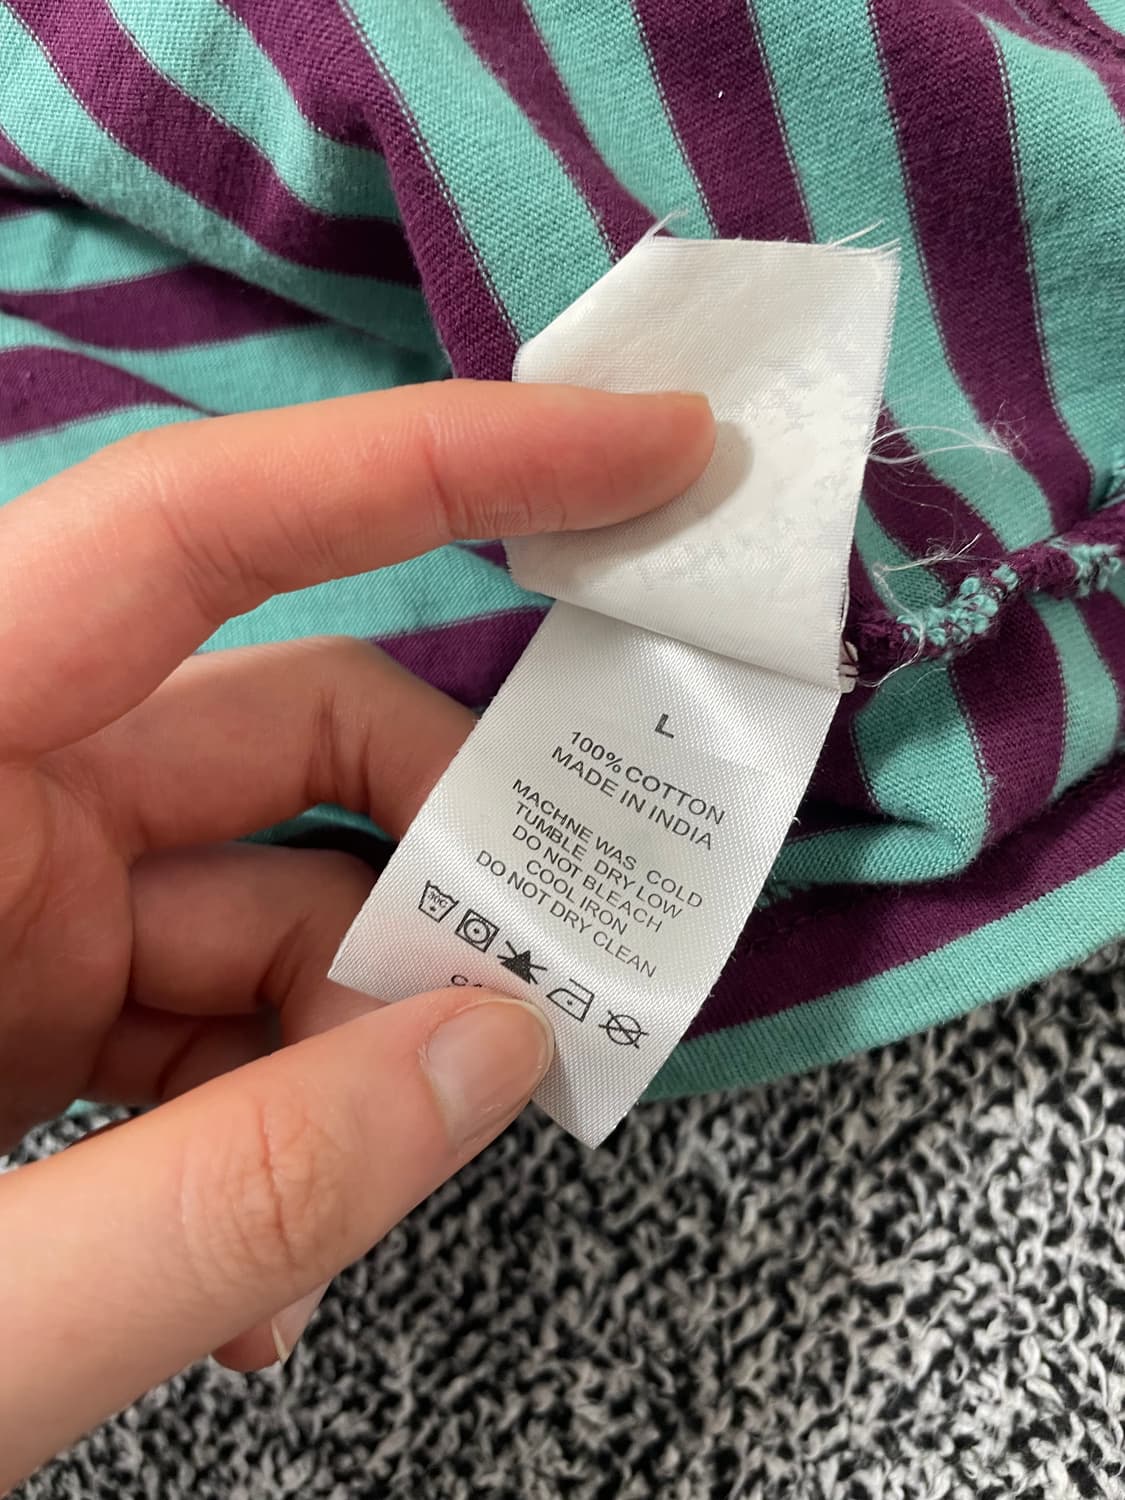 L
100% COTTON
MADE IN INDIA
MACHNE WAS COLD
TUMBLE DRY LOW
DO NOT BLEACH
COOL IRON
DO NOT DRY CLEAN
30C